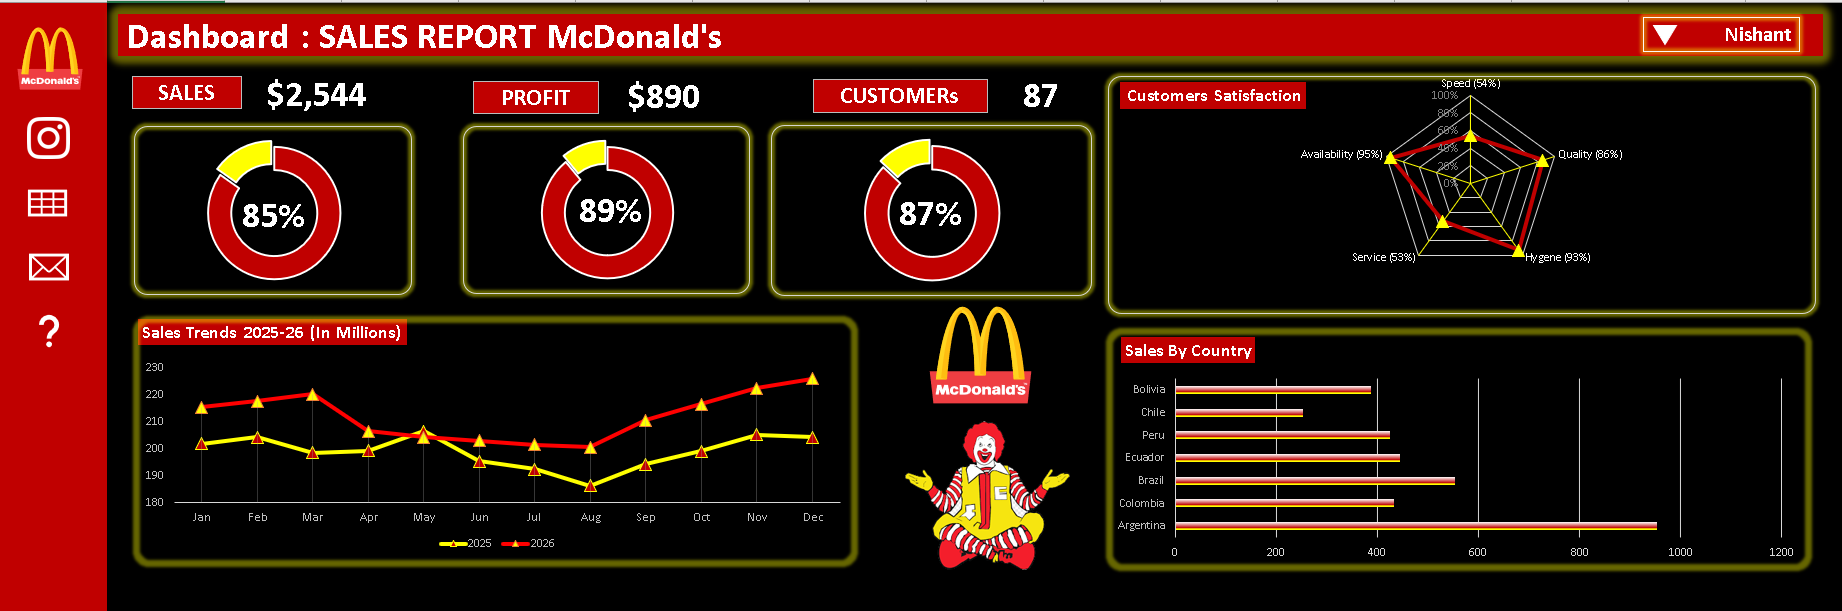 McDonald's
Dashboard : SALES REPORT McDonald's
Nishant
SALES
$2,544
PROFIT
$890
CUSTOMERs
87
85%
89%
87%
Customers Satisfaction
Speed (54%)
100%
80%
60%
40%
20%
0%
Availability (95%)
Quality (86%)
Service (53%)
Hygene (93%)
?
Sales Trends 2025-26 (In Millions)
230
220
210
200
190
180
Jan Feb Mar Apr May Jun Jul Aug Sep Oct Nov Dec
2025 2026
McDonald's
Sales By Country
Bolivia
Chile
Peru
Ecuador
Brazil
Colombia
Argentina
0 200 400 600 800 1000 1200